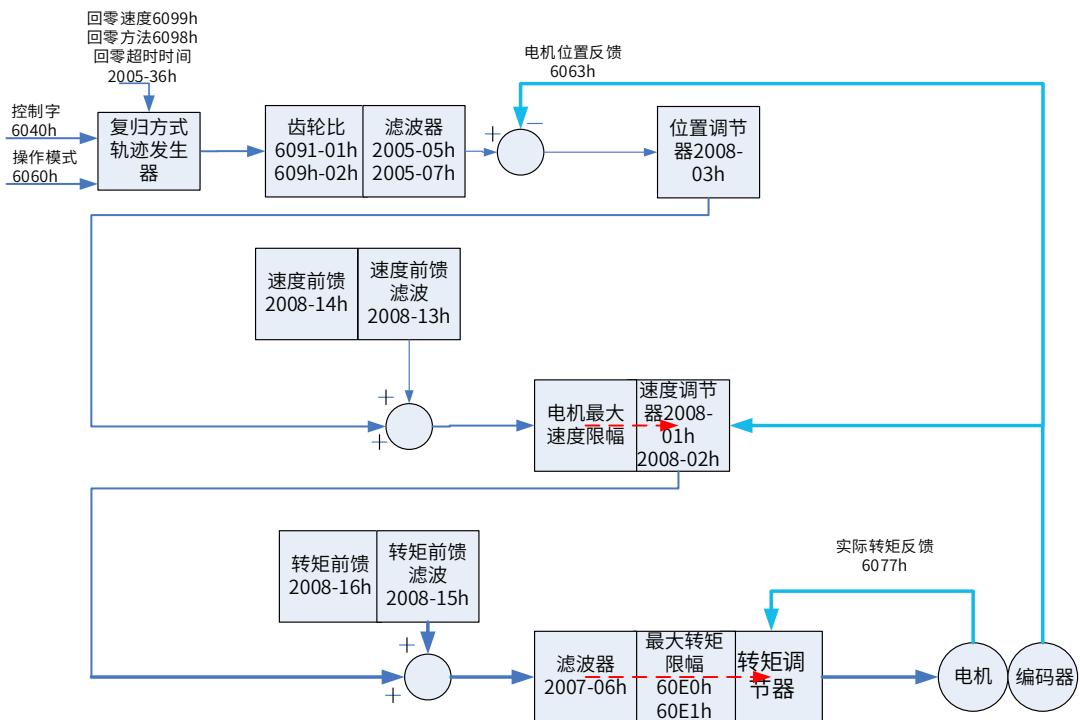 回零速度6099h
回零方法6098h
回零超时时间
2005-36h
电机位置反馈
6063h
控制字
6040h
操作模式
6060h
复归方式
轨迹发生
器
齿轮比
6091-01h
609h-02h
滤波器
2005-05h
2005-07h
+
—
位置调节
器2008-
03h
速度前馈
2008-14h
速度前馈
滤波
2008-13h
+
+
电机最大
速度限幅
速度调节
器2008-
01h
2008-02h
转矩前馈
2008-16h
转矩前馈
滤波
2008-15h
实际转矩反馈
6077h
+
+
滤波器
2007-06h
最大转矩
限幅
60E0h
60E1h
转矩调
节器
电机
编码器